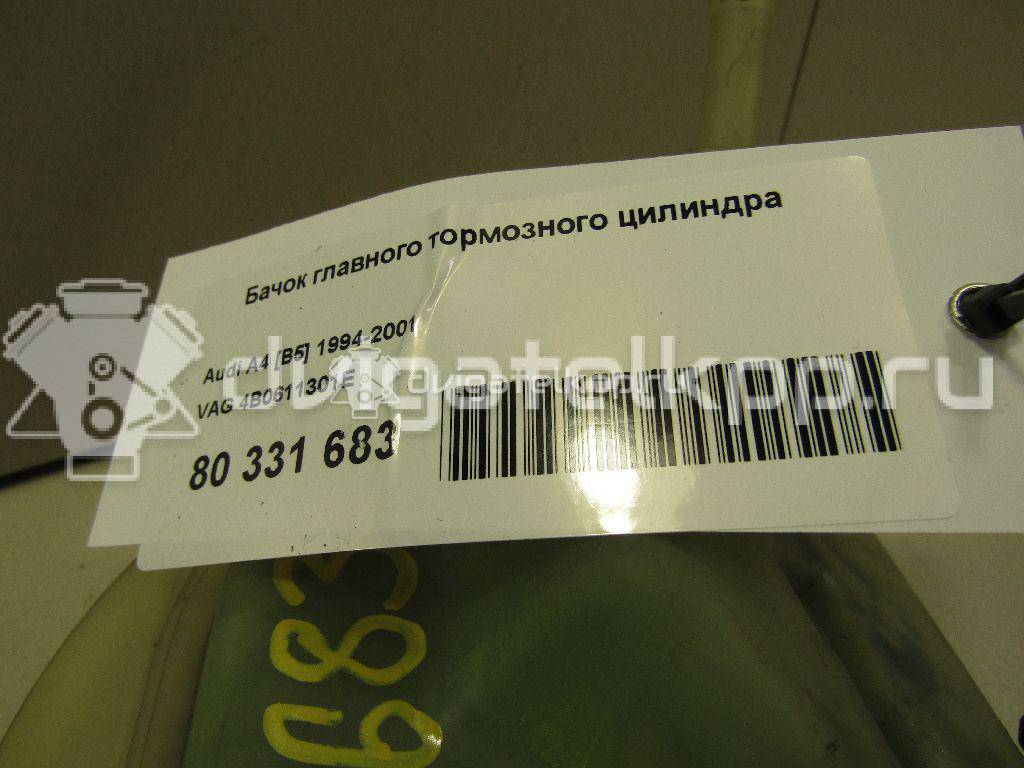 Бачок главного тормозного цилиндра
Audi A4 [B5] 1994-2001
VAG 4B0611301E
80 331 683
dvigatelkpp.ru
683